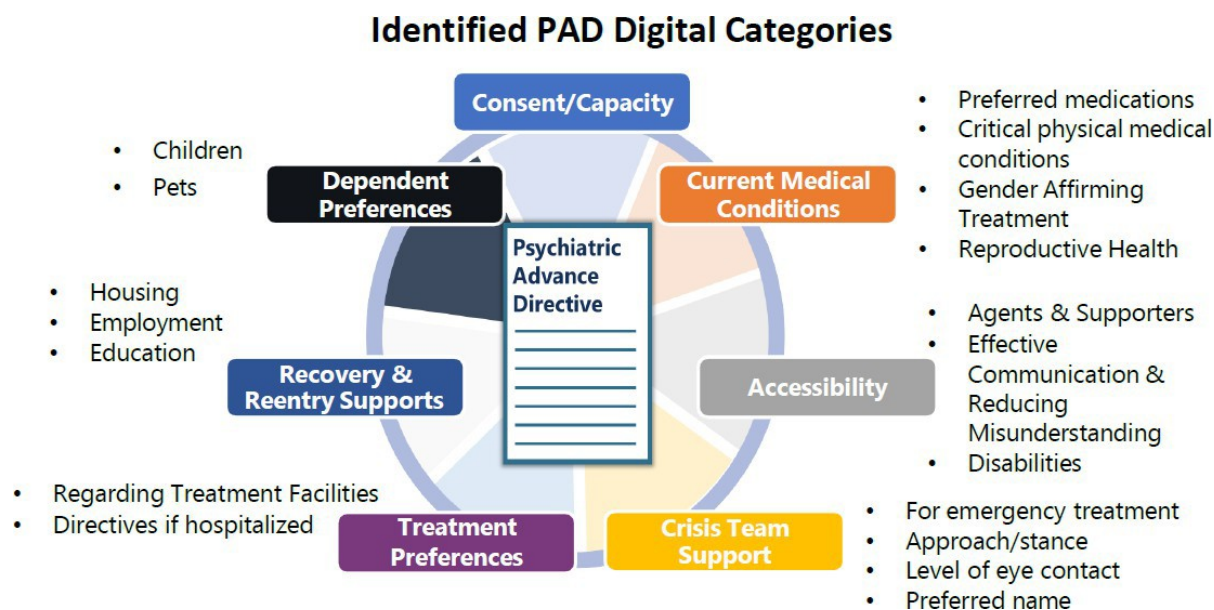 Identified PAD Digital Categories
Consent/Capacity
• Preferred medications
• Critical physical medical
conditions
• Gender Affirming
Treatment
• Reproductive Health
Current Medical
Conditions
• Agents & Supporters
• Effective
Communication &
Reducing
Misunderstanding
• Disabilities
Accessibility
• For emergency treatment
• Approach/stance
• Level of eye contact
• Preferred name
Crisis Team
Support
Treatment
Preferences
• Regarding Treatment Facilities
• Directives if hospitalized
Recovery &
Reentry Supports
• Housing
• Employment
• Education
Dependent
Preferences
• Children
• Pets
Psychiatric
Advance
Directive